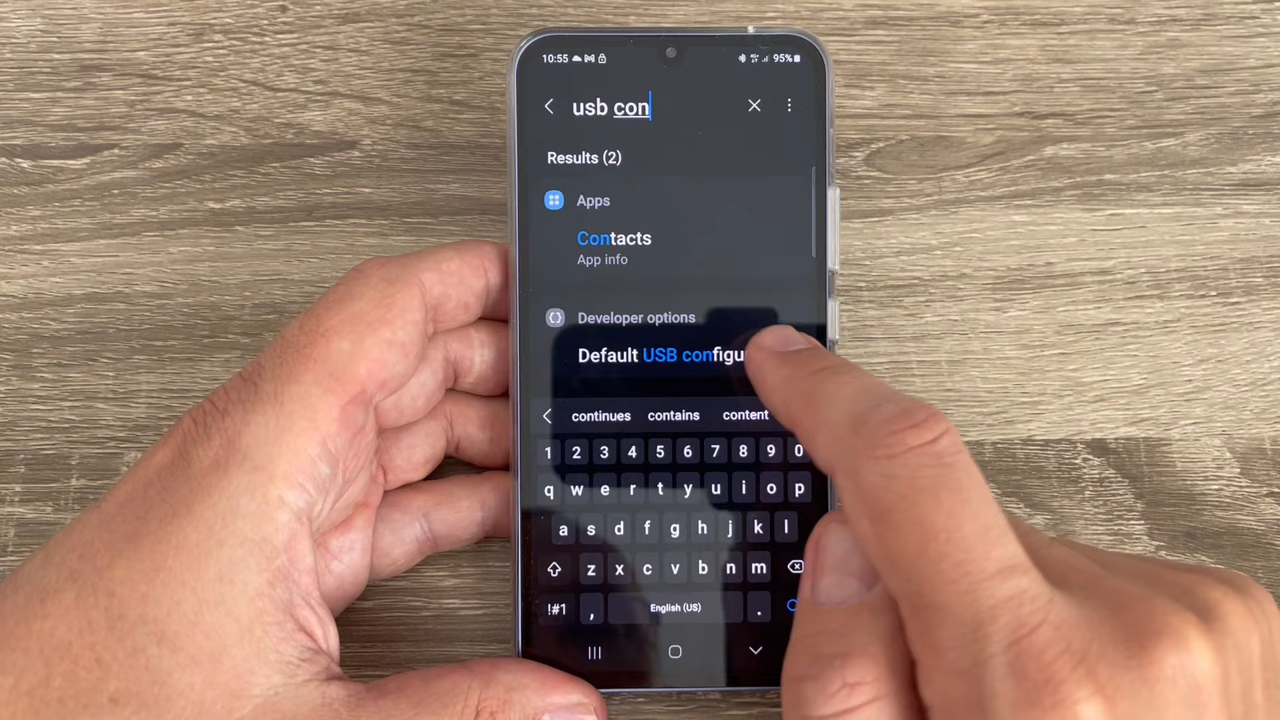 10:55 95%
usb con
Results (2)
Apps
Contacts
App info
Developer options
Default USB configu
continues contains content
1 2 3 4 5 6 7 8 9 0
q w e r t y u i o p
a s d f g h j k l
z x c v b n m
!#1 , English (US) .